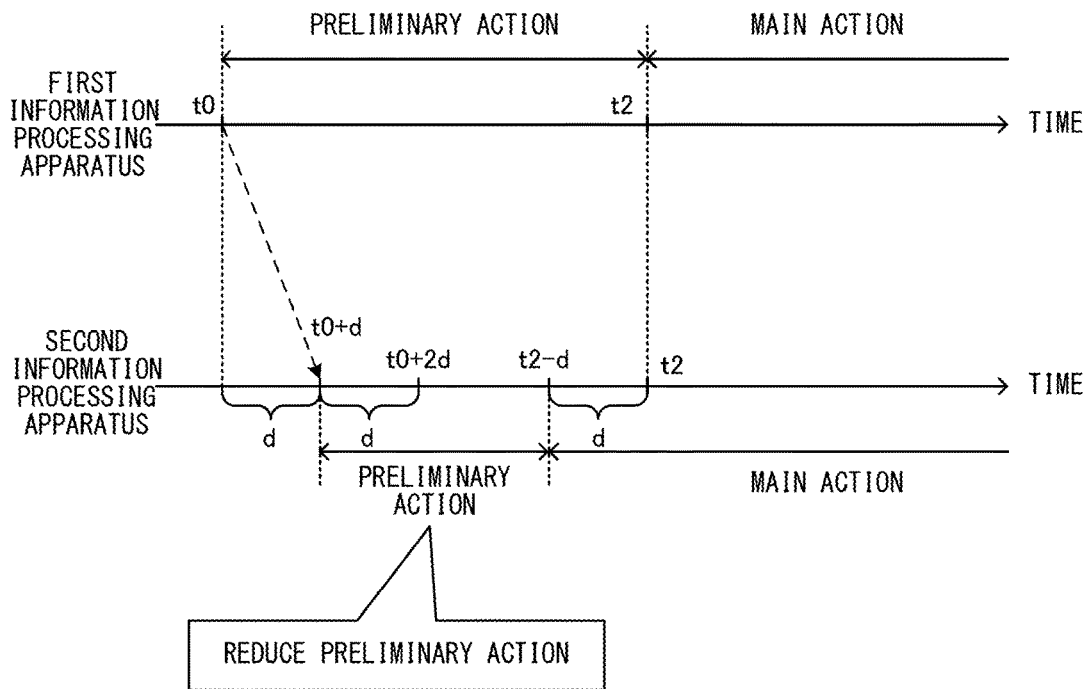 PRELIMINARY ACTION
MAIN ACTION
FIRST
INFORMATION
PROCESSING
APPARATUS
t0
t2
TIME
SECOND
INFORMATION
PROCESSING
APPARATUS
t0+d
t0+2d
t2-d
t2
TIME
d
d
d
PRELIMINARY
ACTION
MAIN ACTION
REDUCE PRELIMINARY ACTION